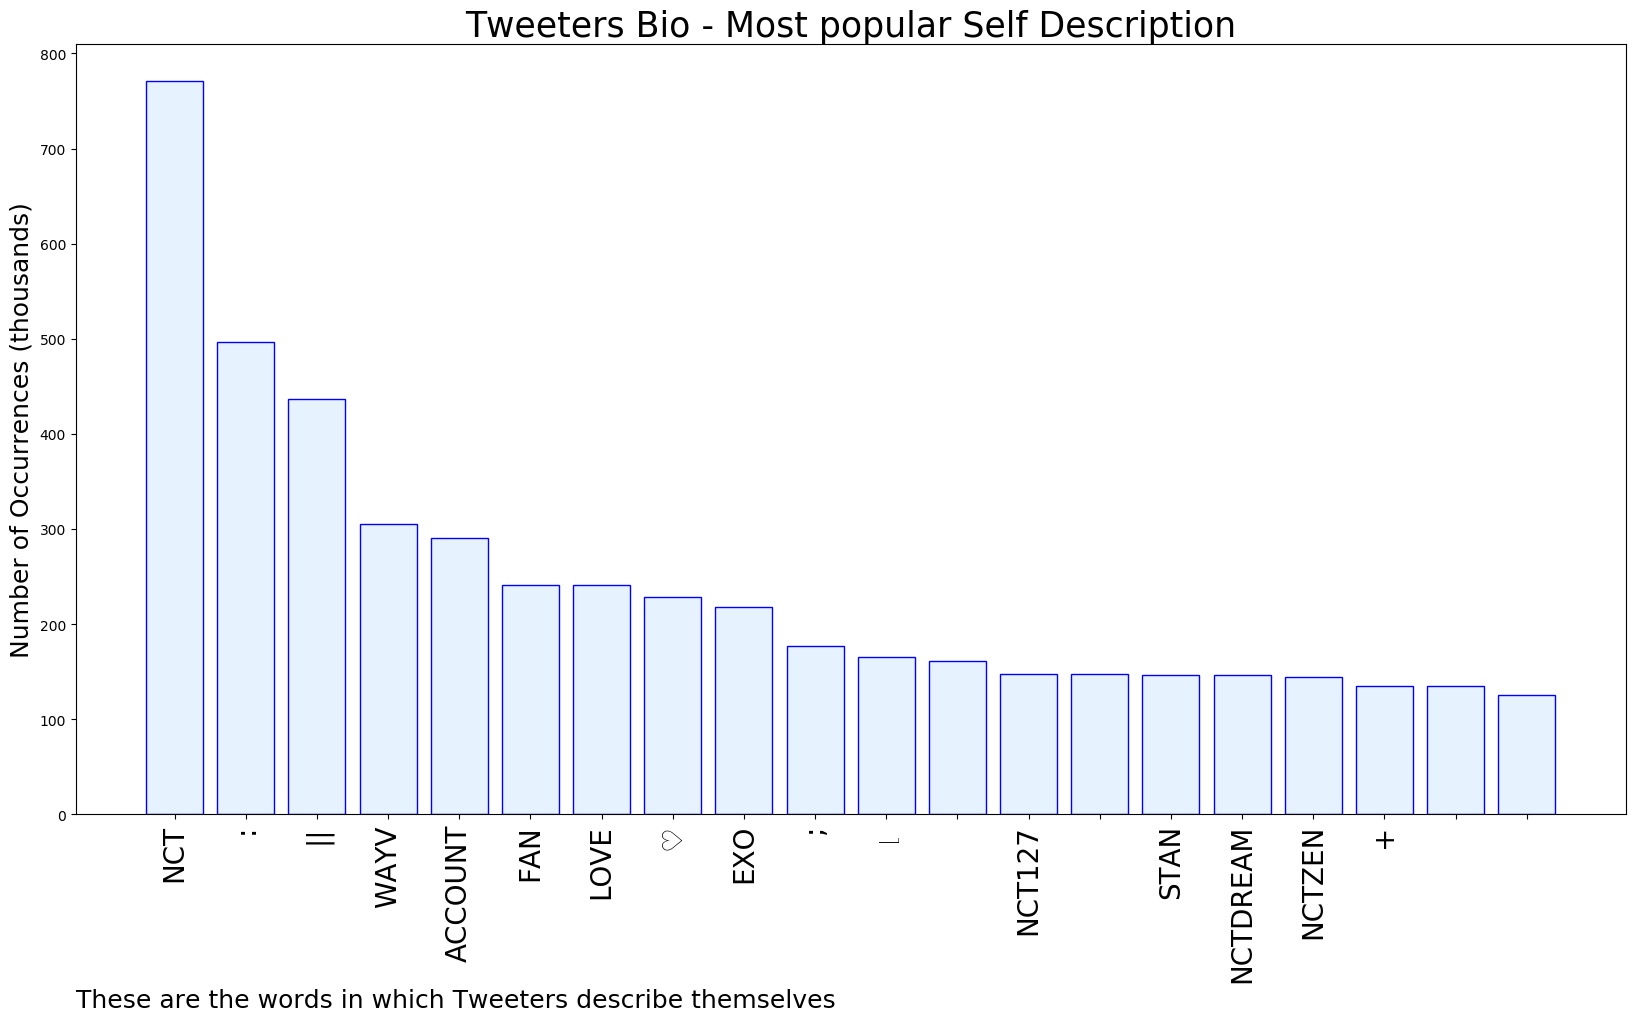 Tweeters Bio - Most popular Self Description
Number of Occurrences (thousands)
800
700
600
500
400
300
200
100
0
NCT
:
||
WAYV
ACCOUNT
FAN
LOVE
♡
EXO
;
NCT127
STAN
NCTDREAM
NCTZEN
+
These are the words in which Tweeters describe themselves